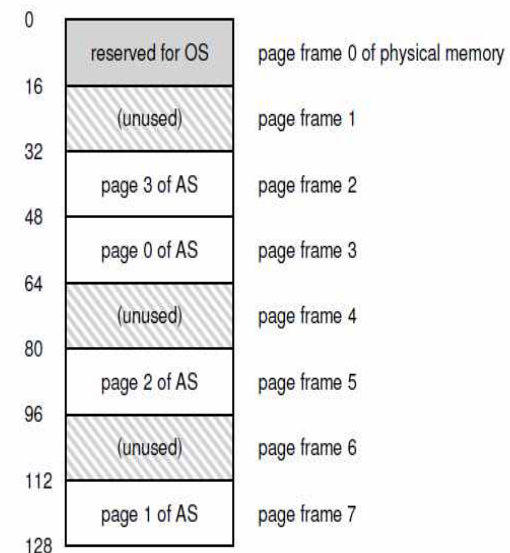 0
reserved for OS page frame 0 of physical memory
16
(unused) page frame 1
32
page 3 of AS page frame 2
48
page 0 of AS page frame 3
64
(unused) page frame 4
80
page 2 of AS page frame 5
96
(unused) page frame 6
112
page 1 of AS page frame 7
128